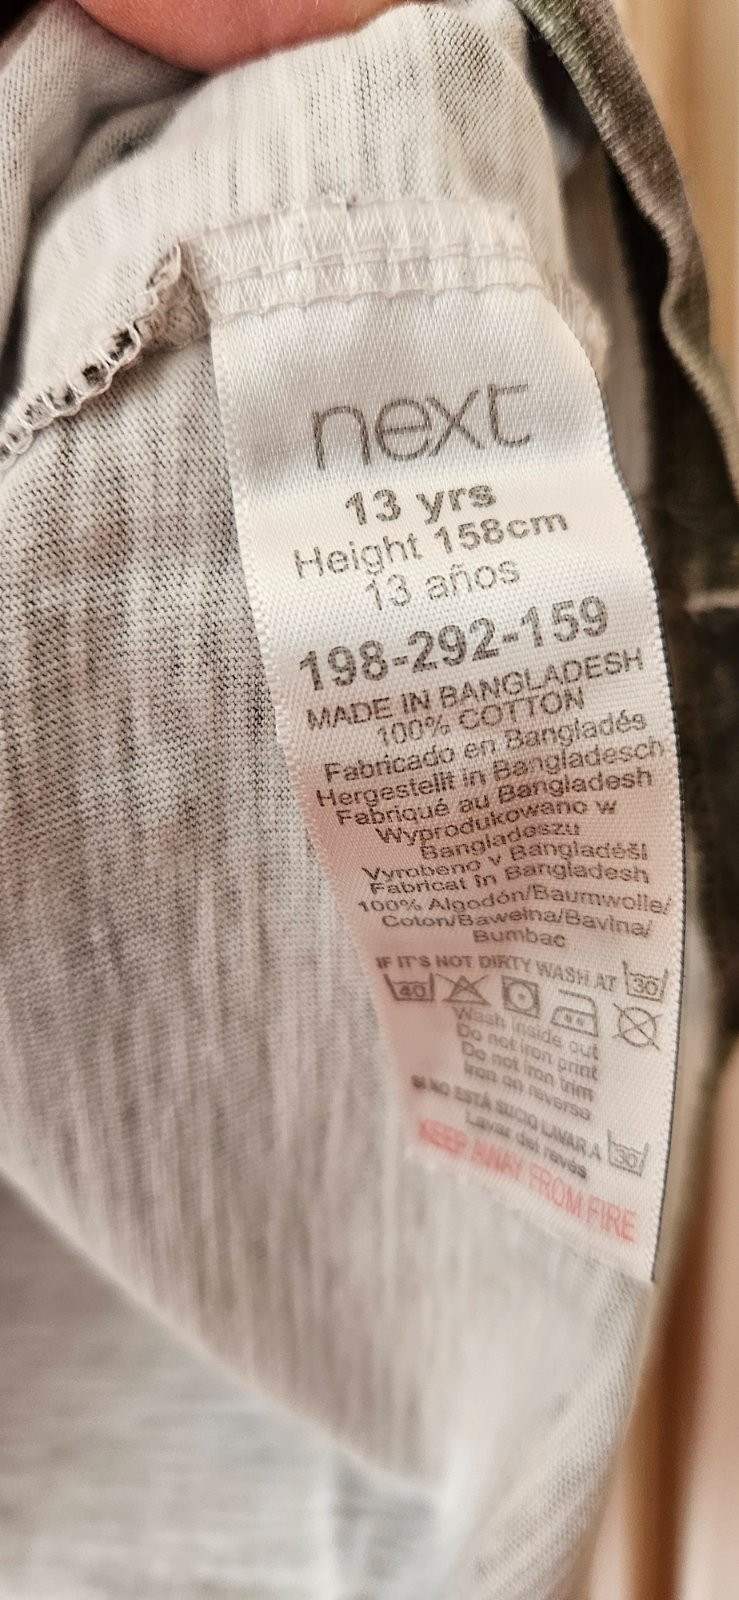 next
13 yrs
Height 158cm
13 años
198-292-159
MADE IN BANGLADESH
100% COTTON
Fabricado en Bangladés
Hergestellt in Bangladesch
Fabriqué au Bangladesh
Wyprodukowano w
Bangladeszu
Vyrobeno v Bangladéši
Fabricat în Bangladesh
100% Algodón/Baumwolle/
Coton/Bawełna/Bavlna/
Bumbac
IF IT'S NOT DIRTY WASH AT 30
40
Wash inside out
Do not iron print
Do not iron trim
Iron on reverse
SI NO ESTÁ SUCIO LAVAR A 30
Lavar del revés
KEEP AWAY FROM FIRE